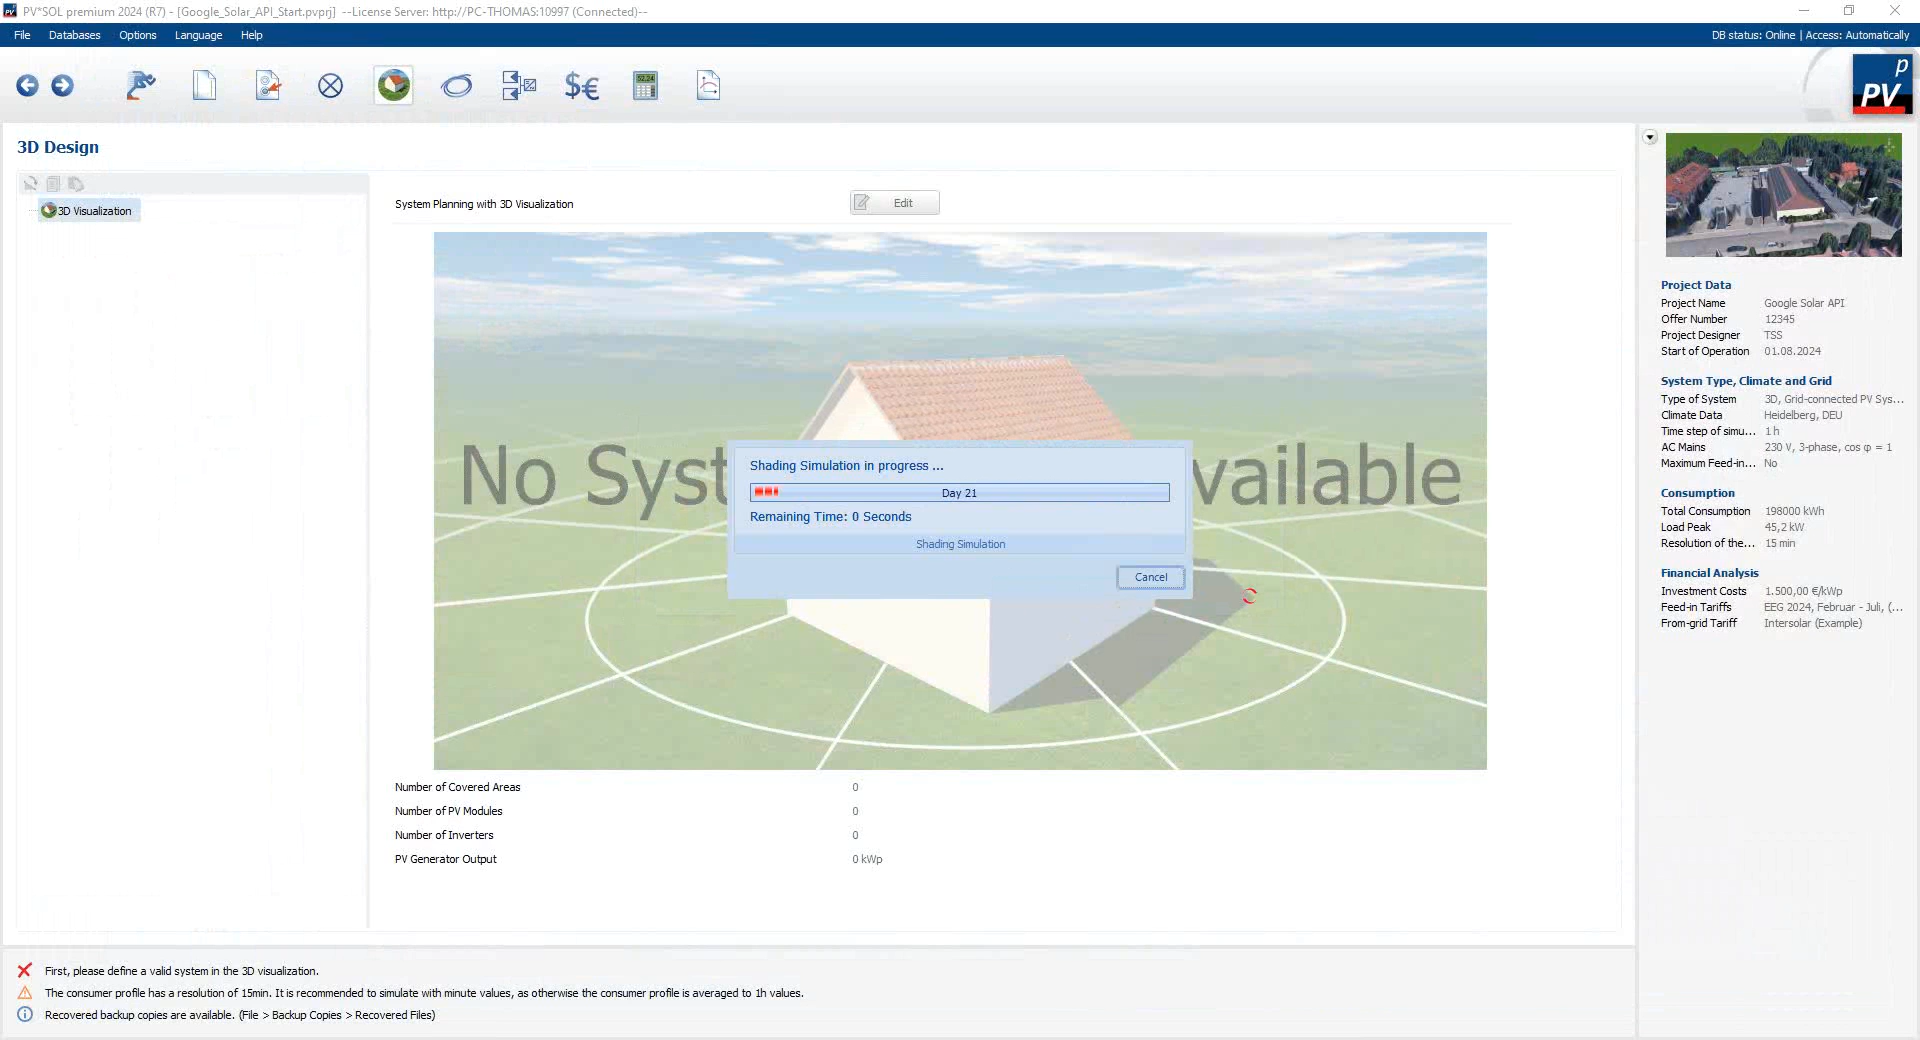 PV*SOL premium 2024 (R7) - [Google_Solar_API_Start.pvprj] --License Server: http://PC-THOMAS:10997 (Connected)--
File Databases Options Language Help
DB status: Online | Access: Automatically
p
PV
3D Design
3D Visualization
System Planning with 3D Visualization
Edit
No Syst
vailable
Shading Simulation in progress ...
Day 21
Remaining Time: 0 Seconds
Shading Simulation
Cancel
Number of Covered Areas 0
Number of PV Modules 0
Number of Inverters 0
PV Generator Output 0 kWp
Project Data
Project Name Google Solar API
Offer Number 12345
Project Designer TSS
Start of Operation 01.08.2024
System Type, Climate and Grid
Type of System 3D, Grid-connected PV Sys...
Climate Data Heidelberg, DEU
Time step of simu... 1 h
AC Mains 230 V, 3-phase, cos φ = 1
Maximum Feed-in... No
Consumption
Total Consumption 198000 kWh
Load Peak 45,2 kW
Resolution of the... 15 min
Financial Analysis
Investment Costs 1.500,00 €/kWp
Feed-in Tariffs EEG 2024, Februar - Juli, (...
From-grid Tariff Intersolar (Example)
First, please define a valid system in the 3D visualization.
The consumer profile has a resolution of 15min. It is recommended to simulate with minute values, as otherwise the consumer profile is averaged to 1h values.
Recovered backup copies are available. (File > Backup Copies > Recovered Files)